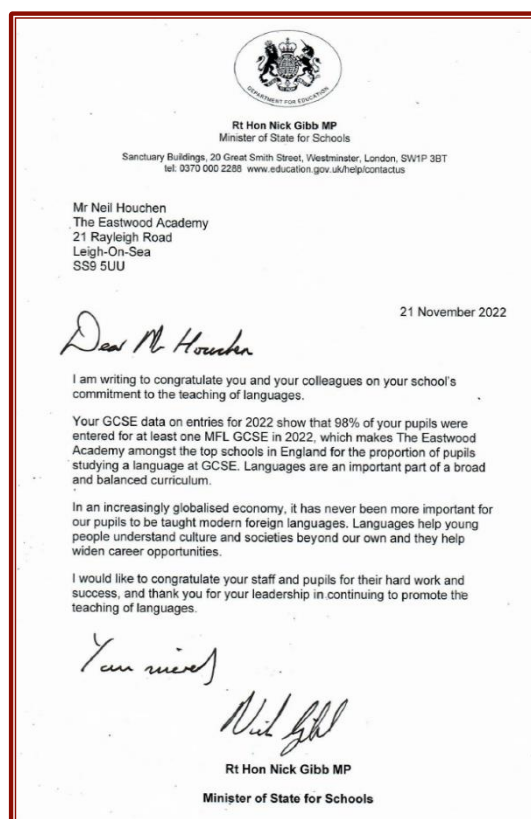 DEPARTMENT FOR EDUCATION
Rt Hon Nick Gibb MP
Minister of State for Schools
Sanctuary Buildings, 20 Great Smith Street, Westminster, London, SW1P 3BT
tel: 0370 000 2288 www.education.gov.uk/help/contactus
Mr Neil Houchen
The Eastwood Academy
21 Rayleigh Road
Leigh-On-Sea
SS9 5UU
21 November 2022
Dear Mr Houchen
I am writing to congratulate you and your colleagues on your school's
commitment to the teaching of languages.
Your GCSE data on entries for 2022 show that 98% of your pupils were
entered for at least one MFL GCSE in 2022, which makes The Eastwood
Academy amongst the top schools in England for the proportion of pupils
studying a language at GCSE. Languages are an important part of a broad
and balanced curriculum.
In an increasingly globalised economy, it has never been more important for
our pupils to be taught modern foreign languages. Languages help young
people understand culture and societies beyond our own and they help
widen career opportunities.
I would like to congratulate your staff and pupils for their hard work and
success, and thank you for your leadership in continuing to promote the
teaching of languages.
Yours sincerely
Nick Gibb
Rt Hon Nick Gibb MP
Minister of State for Schools